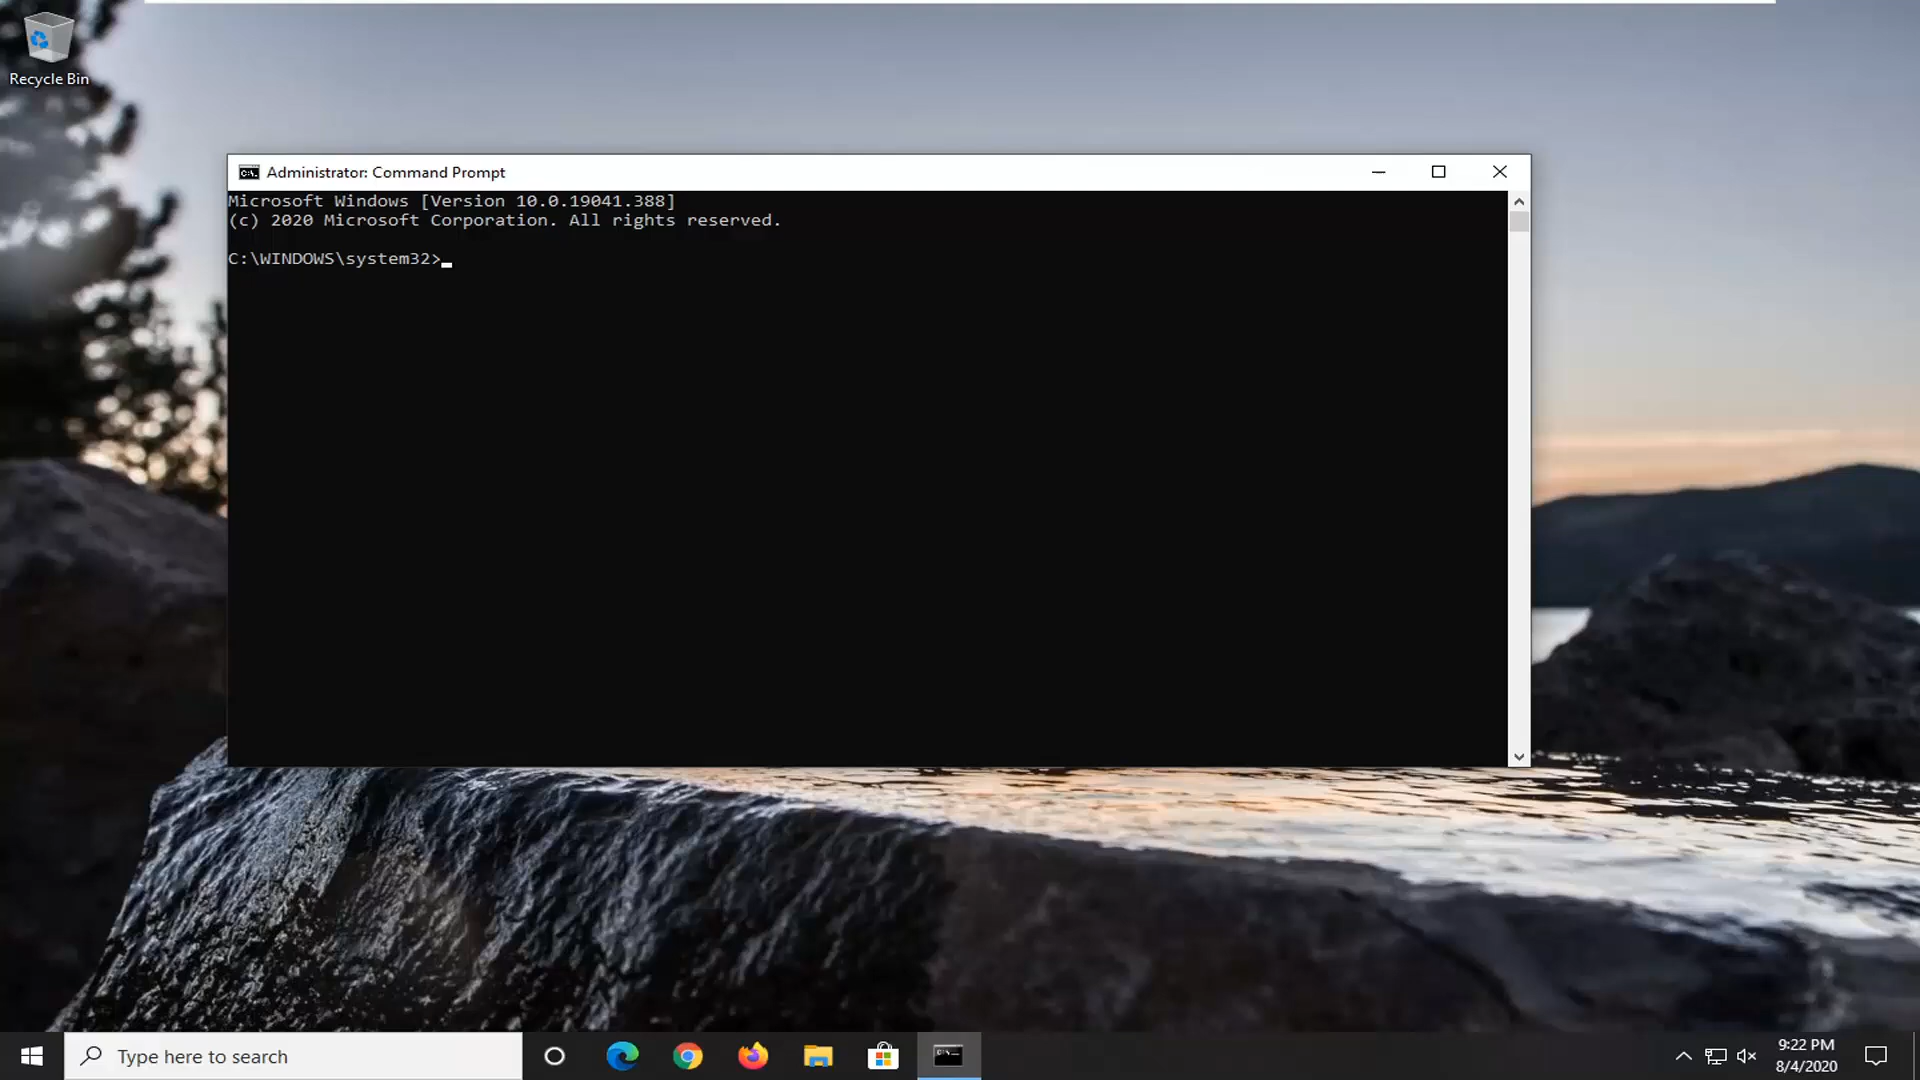 Recycle Bin
Administrator: Command Prompt
Microsoft Windows [Version 10.0.19041.388]
(c) 2020 Microsoft Corporation. All rights reserved.
C:\WINDOWS\system32>
Type here to search
9:22 PM
8/4/2020